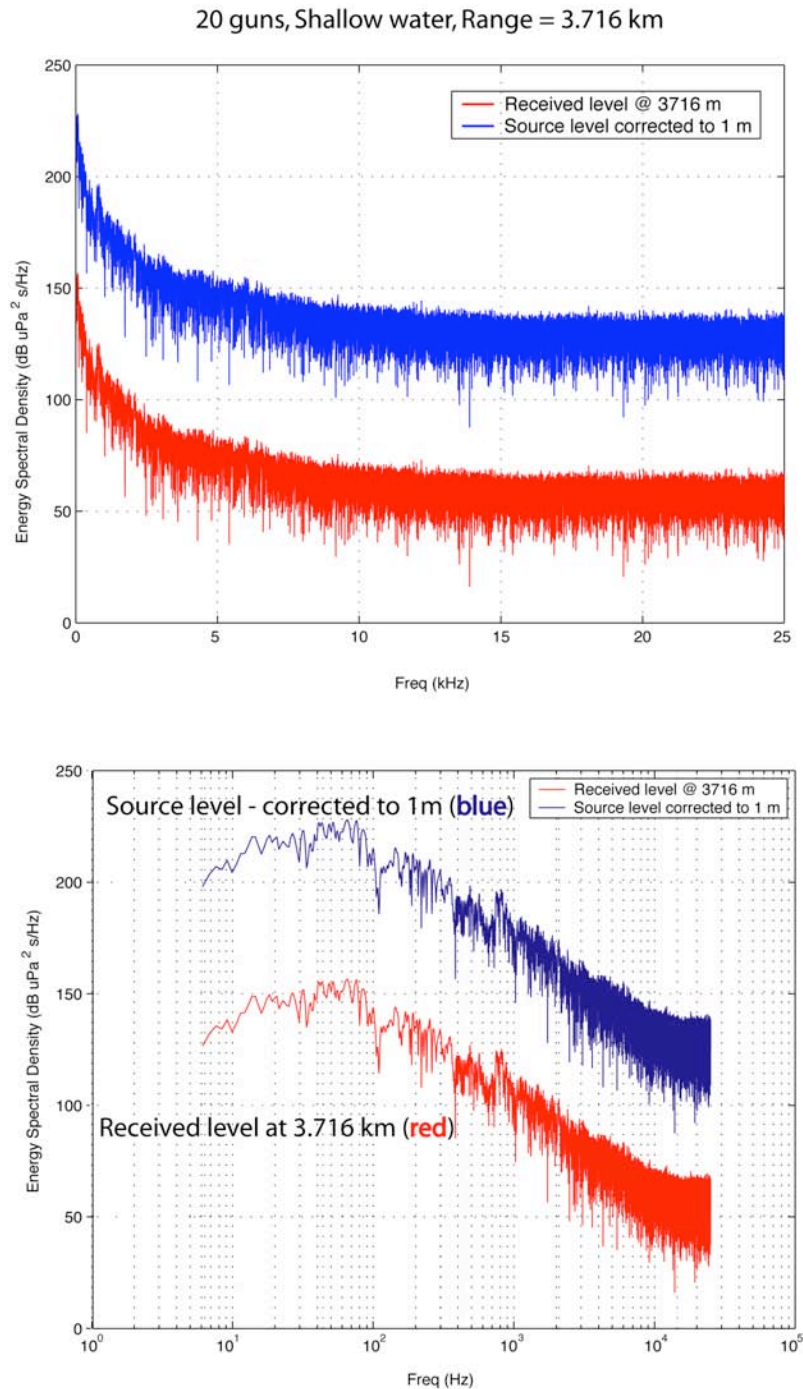 20 guns, Shallow water, Range = 3.716 km
250
200
150
100
50
0
Energy Spectral Density (dB uPa 2 s/Hz)
Received level @ 3716 m
Source level corrected to 1 m
0
5
10
15
20
25
Freq (kHz)
250
200
150
100
50
0
Energy Spectral Density (dB uPa 2 s/Hz)
Received level @ 3716 m
Source level corrected to 1 m
Source level - corrected to 1m (blue)
Received level at 3.716 km (red)
10^0
10^1
10^2
10^3
10^4
10^5
Freq (Hz)